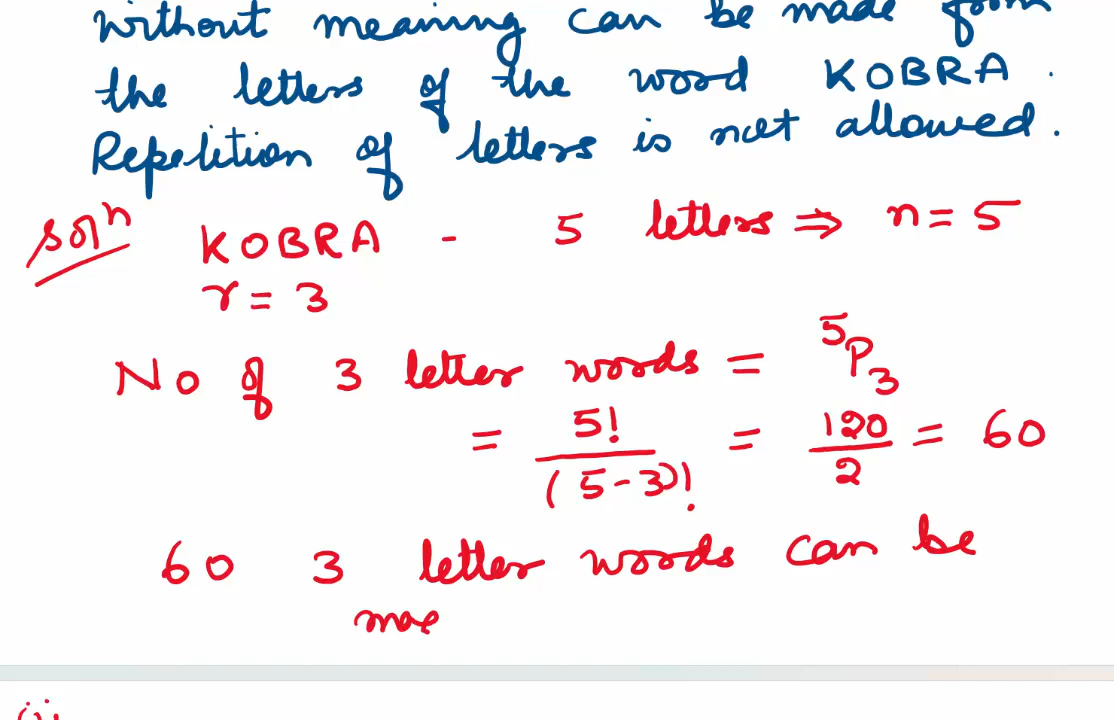 without meaning can be made from
the letters of the word KOBRA .
Repetition of letters is not allowed.
Solⁿ KOBRA - 5 letters ⇒ n = 5
r = 3
No of 3 letter words = ⁵P₃
= 5! / (5-3)! = 120 / 2 = 60
60 3 letter words can be
mae
(i)